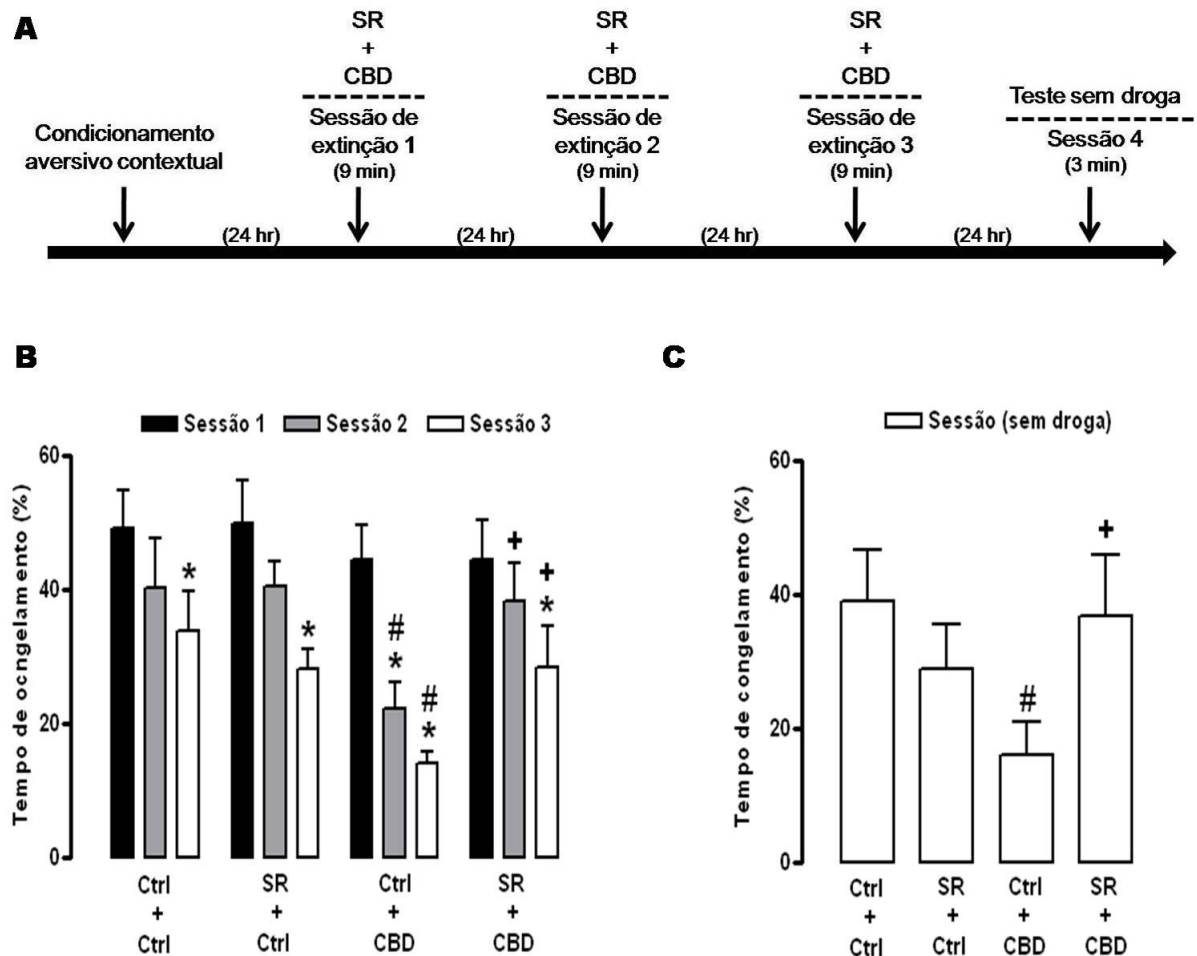 A
SR
+
CBD
Sessão de
extinção 1
(9 min)
SR
+
CBD
Sessão de
extinção 2
(9 min)
SR
+
CBD
Sessão de
extinção 3
(9 min)
Teste sem droga
Sessão 4
(3 min)
Condicionamento
aversivo contextual
(24 hr)
(24 hr)
(24 hr)
(24 hr)
B
Sessão 1
Sessão 2
Sessão 3
Tempo de ocngelamento (%)
60
40
20
0
*
*
#
*
#
*
+
+
*
Ctrl
+
Ctrl
SR
+
Ctrl
Ctrl
+
CBD
SR
+
CBD
C
Sessão (sem droga)
Tempo de congelamento (%)
60
40
20
0
#
+
Ctrl
+
Ctrl
SR
+
Ctrl
Ctrl
+
CBD
SR
+
CBD